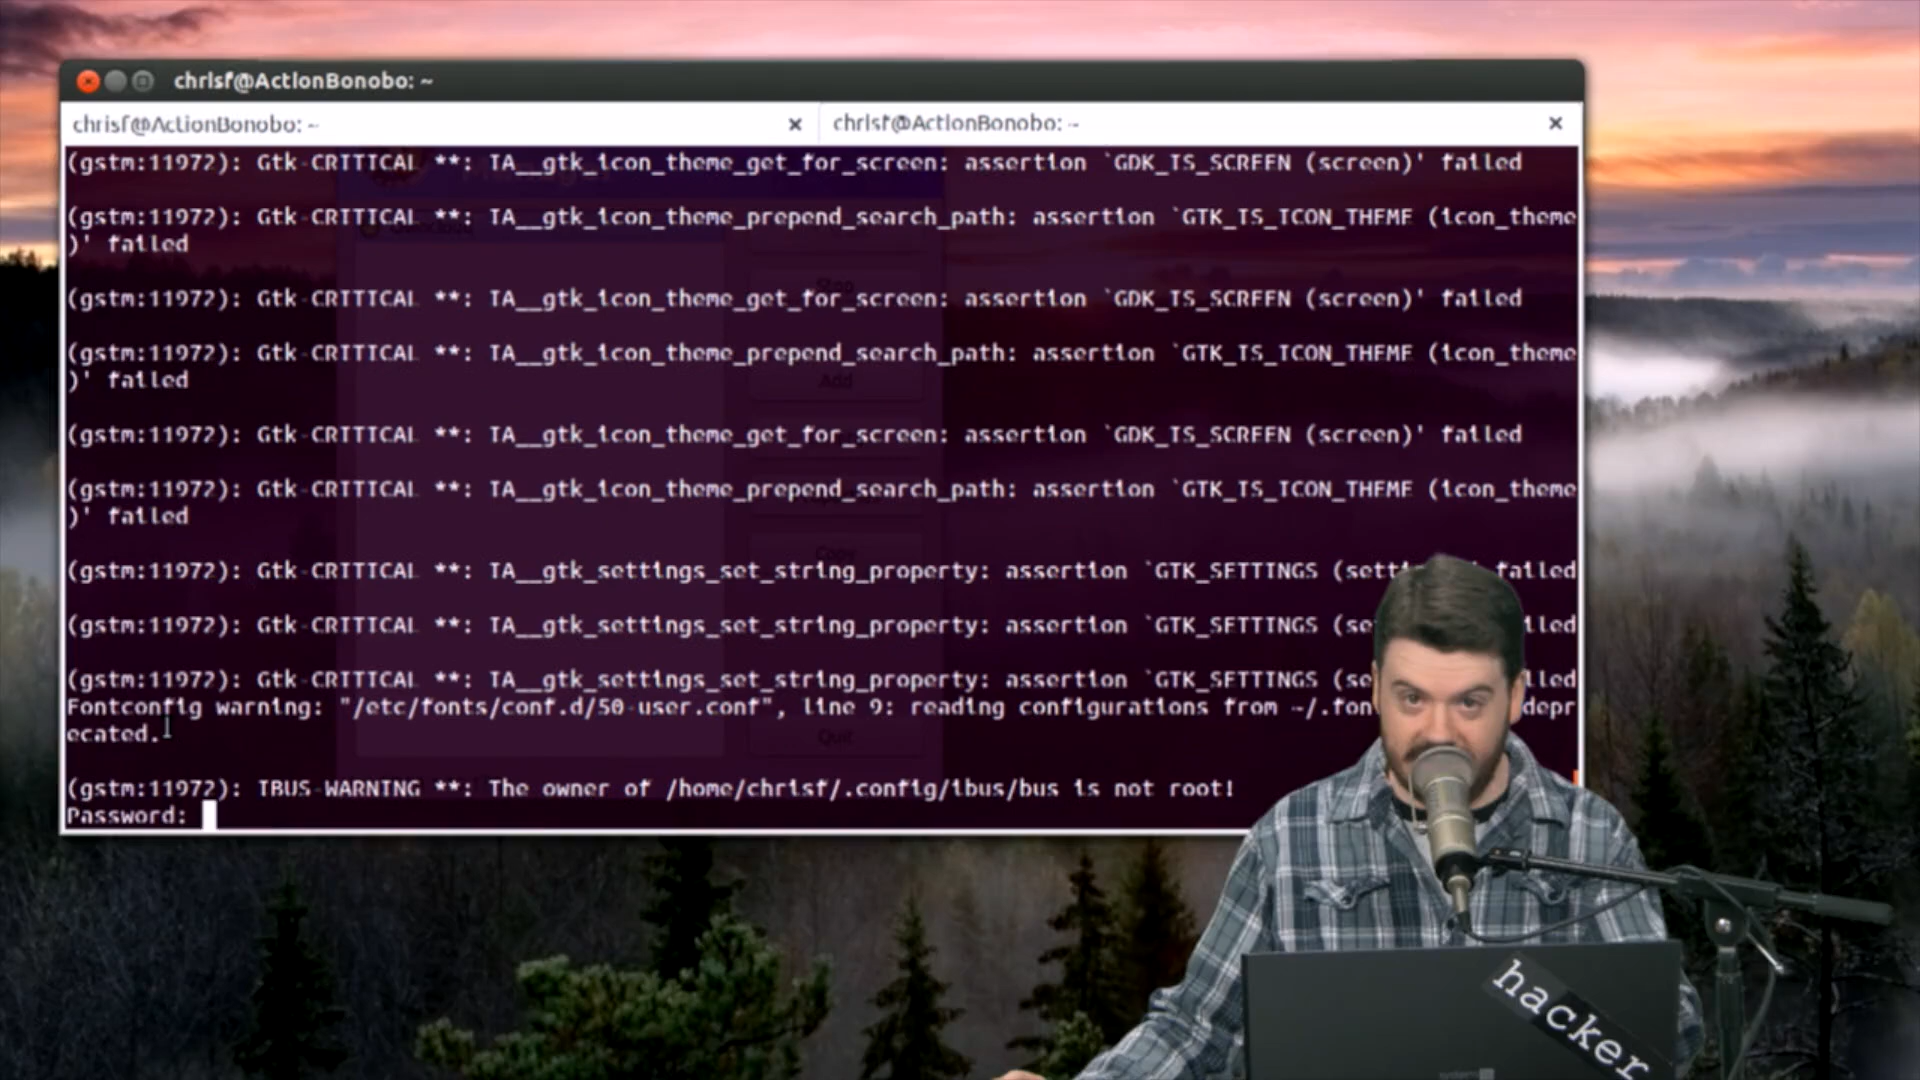 chrisf@ActionBonobo: ~
chrisf@ActionBonobo: ~
chrisf@ActionBonobo: ~
(gstm:11972): Gtk-CRITICAL **: IA__gtk_icon_theme_get_for_screen: assertion `GDK_IS_SCREEN (screen)' failed
(gstm:11972): Gtk-CRITICAL **: IA__gtk_icon_theme_prepend_search_path: assertion `GTK_IS_ICON_THEME (icon_theme
)' failed
(gstm:11972): Gtk-CRITICAL **: IA__gtk_icon_theme_get_for_screen: assertion `GDK_IS_SCREEN (screen)' failed
Stop
(gstm:11972): Gtk-CRITICAL **: IA__gtk_icon_theme_prepend_search_path: assertion `GTK_IS_ICON_THEME (icon_theme
)' failed
Add
(gstm:11972): Gtk-CRITICAL **: IA__gtk_icon_theme_get_for_screen: assertion `GDK_IS_SCREEN (screen)' failed
(gstm:11972): Gtk-CRITICAL **: IA__gtk_icon_theme_prepend_search_path: assertion `GTK_IS_ICON_THEME (icon_theme
)' failed
Copy
(gstm:11972): Gtk-CRITICAL **: IA__gtk_settings_set_string_property: assertion `GTK_SETTINGS failed
(gstm:11972): Gtk-CRITICAL **: IA__gtk_settings_set_string_property: assertion `GTK_SETTINGS
(gstm:11972): Gtk-CRITICAL **: IA__gtk_settings_set_string_property: assertion `GTK_SETTINGS
Fontconfig warning: "/etc/fonts/conf.d/50-user.conf", line 9: reading configurations from ~/.fon depr
ecated.
Quit
(gstm:11972): IBUS-WARNING **: The owner of /home/chrisf/.config/ibus/bus is not root!
Password:
hacker